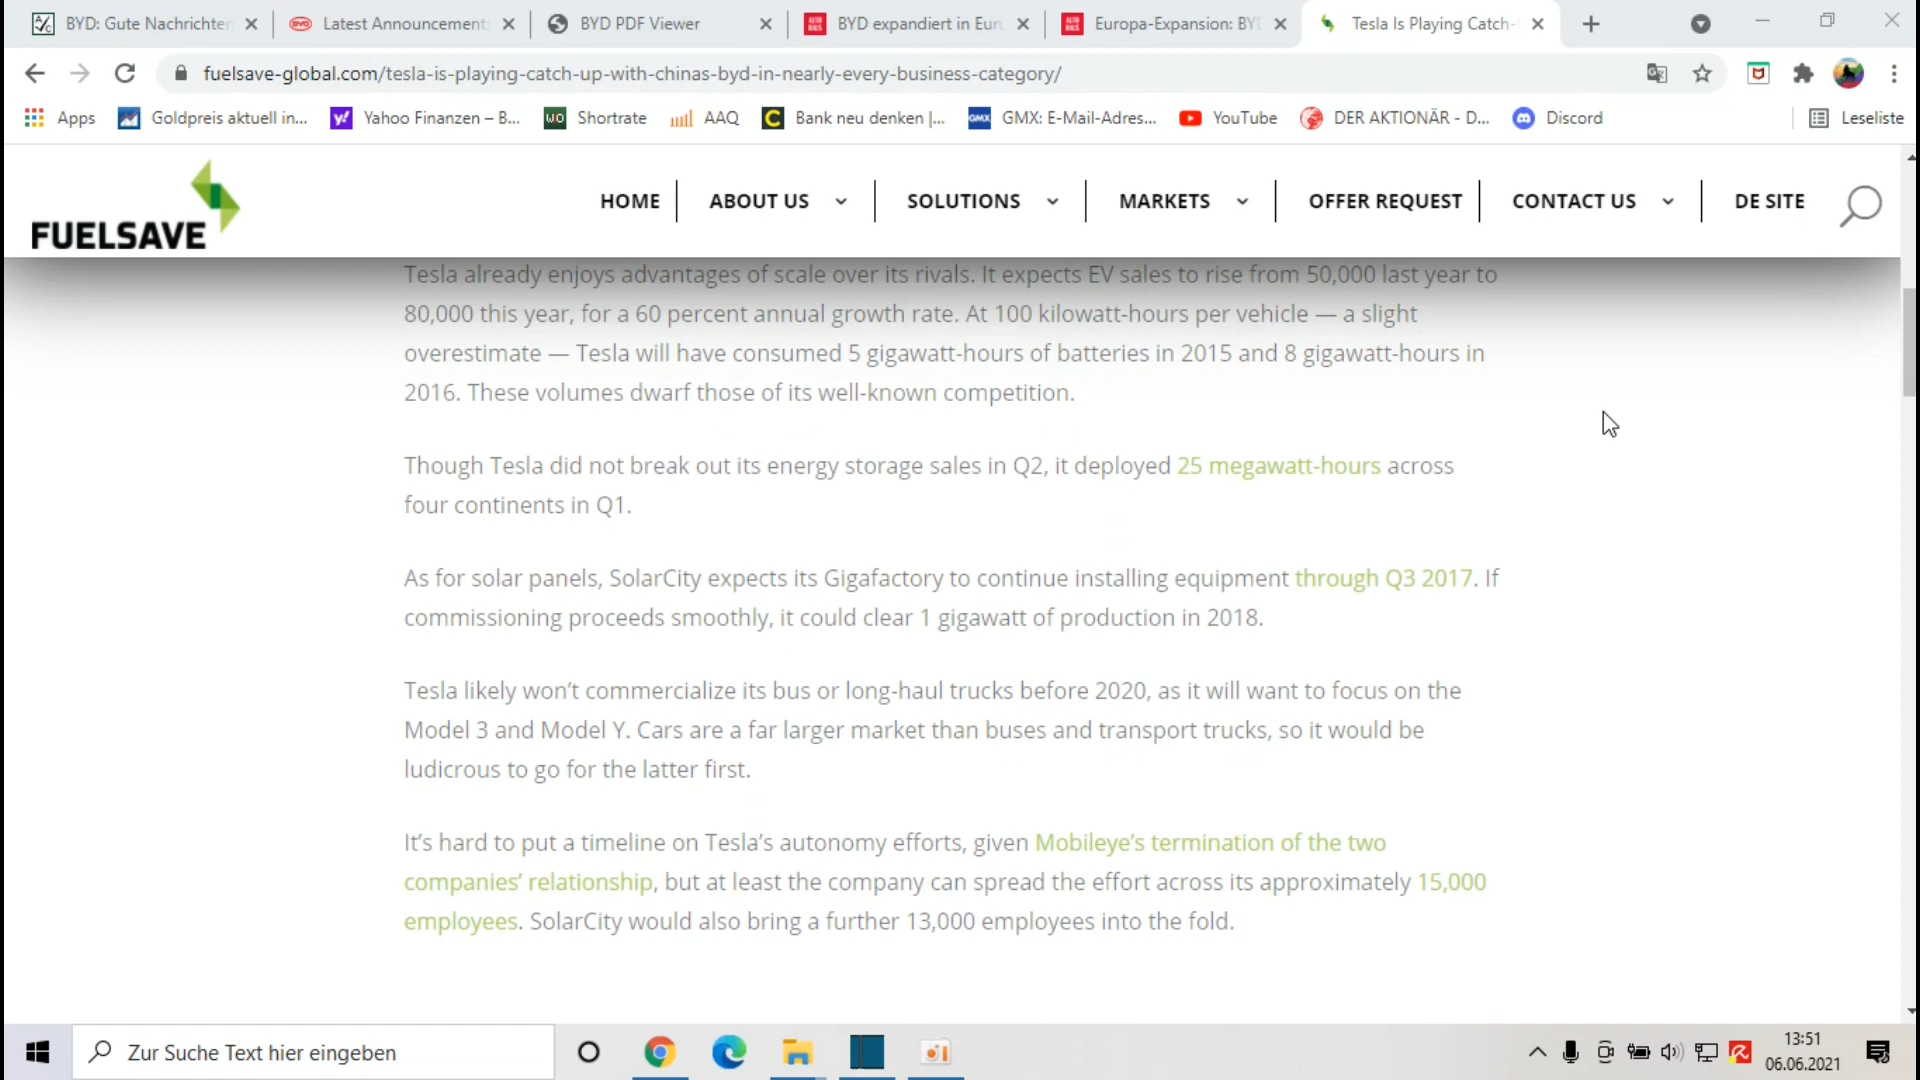 BYD: Gute Nachrichten
Latest Announcements
BYD PDF Viewer
BYD expandiert in Eur
Europa-Expansion: BYD
Tesla Is Playing Catch-
fuelsave-global.com/tesla-is-playing-catch-up-with-chinas-byd-in-nearly-every-business-category/
Apps
Goldpreis aktuell in...
Yahoo Finanzen – B...
WO
Shortrate
AAQ
Bank neu denken |...
GMX
GMX: E-Mail-Adres...
YouTube
DER AKTIONÄR - D...
Discord
Leseliste
FUELSAVE
HOME
ABOUT US
SOLUTIONS
MARKETS
OFFER REQUEST
CONTACT US
DE SITE
Tesla already enjoys advantages of scale over its rivals. It expects EV sales to rise from 50,000 last year to
80,000 this year, for a 60 percent annual growth rate. At 100 kilowatt-hours per vehicle — a slight
overestimate — Tesla will have consumed 5 gigawatt-hours of batteries in 2015 and 8 gigawatt-hours in
2016. These volumes dwarf those of its well-known competition.
Though Tesla did not break out its energy storage sales in Q2, it deployed 25 megawatt-hours across
four continents in Q1.
As for solar panels, SolarCity expects its Gigafactory to continue installing equipment through Q3 2017. If
commissioning proceeds smoothly, it could clear 1 gigawatt of production in 2018.
Tesla likely won’t commercialize its bus or long-haul trucks before 2020, as it will want to focus on the
Model 3 and Model Y. Cars are a far larger market than buses and transport trucks, so it would be
ludicrous to go for the latter first.
It’s hard to put a timeline on Tesla’s autonomy efforts, given Mobileye’s termination of the two
companies’ relationship, but at least the company can spread the effort across its approximately 15,000
employees. SolarCity would also bring a further 13,000 employees into the fold.
Zur Suche Text hier eingeben
13:51
06.06.2021